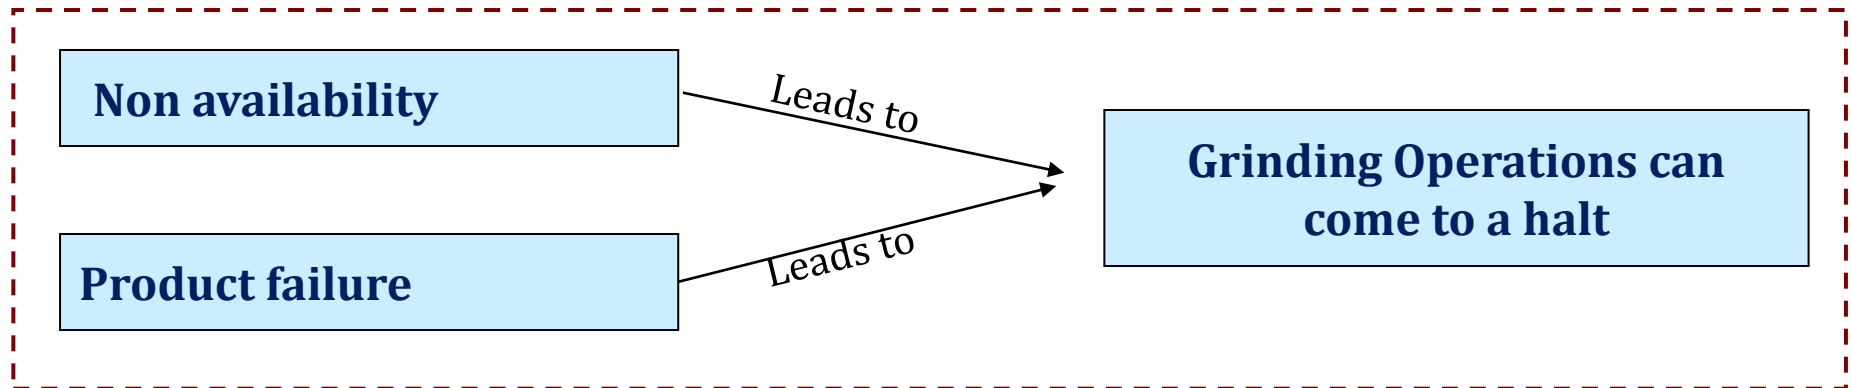 Non availability
Leads to
Grinding Operations can
come to a halt
Product failure
Leads to